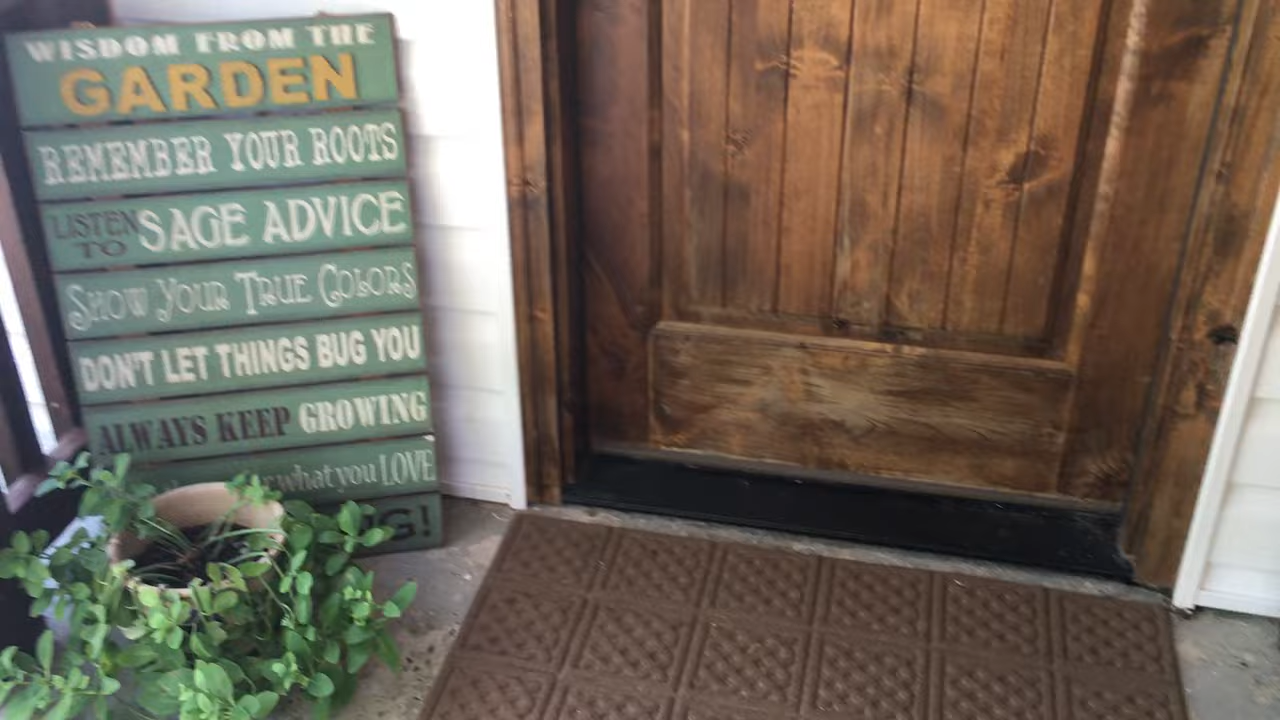 WISDOM FROM THE
GARDEN
REMEMBER YOUR ROOTS
LISTEN TO SAGE ADVICE
SHOW YOUR TRUE COLORS
DON'T LET THINGS BUG YOU
ALWAYS KEEP GROWING
what you LOVE